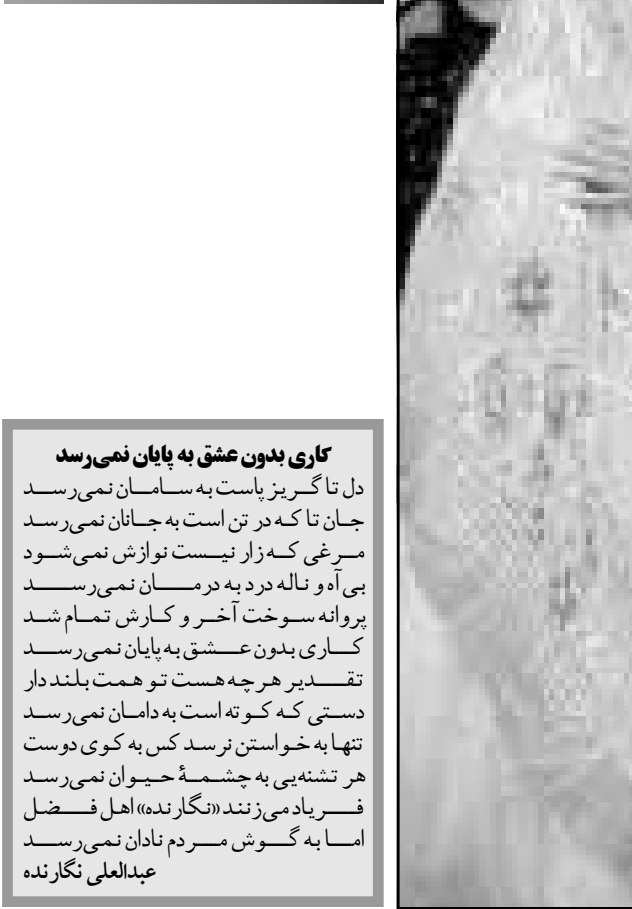 کاری بدون عشق به پایان نمی‌رسد
دل تا گریز پاست به سامان نمی‌رسد
جان تا که در تن است به جانان نمی‌رسد
مرغی که زار نیست نوازش نمی‌شود
بی آه و ناله درد به درمان نمی‌رسد
پروانه سوخت آخر و کارش تمام شد
کاری بدون عشق به پایان نمی‌رسد
تقدیر هر چه هست تو همت بلند دار
دستی که کوته است به دامان نمی‌رسد
تنها به خواستن نرسد کس به کوی دوست
هر تشنه‌یی به چشمهٔ حیوان نمی‌رسد
فریاد می‌زنند «نگارنده» اهل فضل
اما به گوش مردم نادان نمی‌رسد
عبدالعلی نگارنده